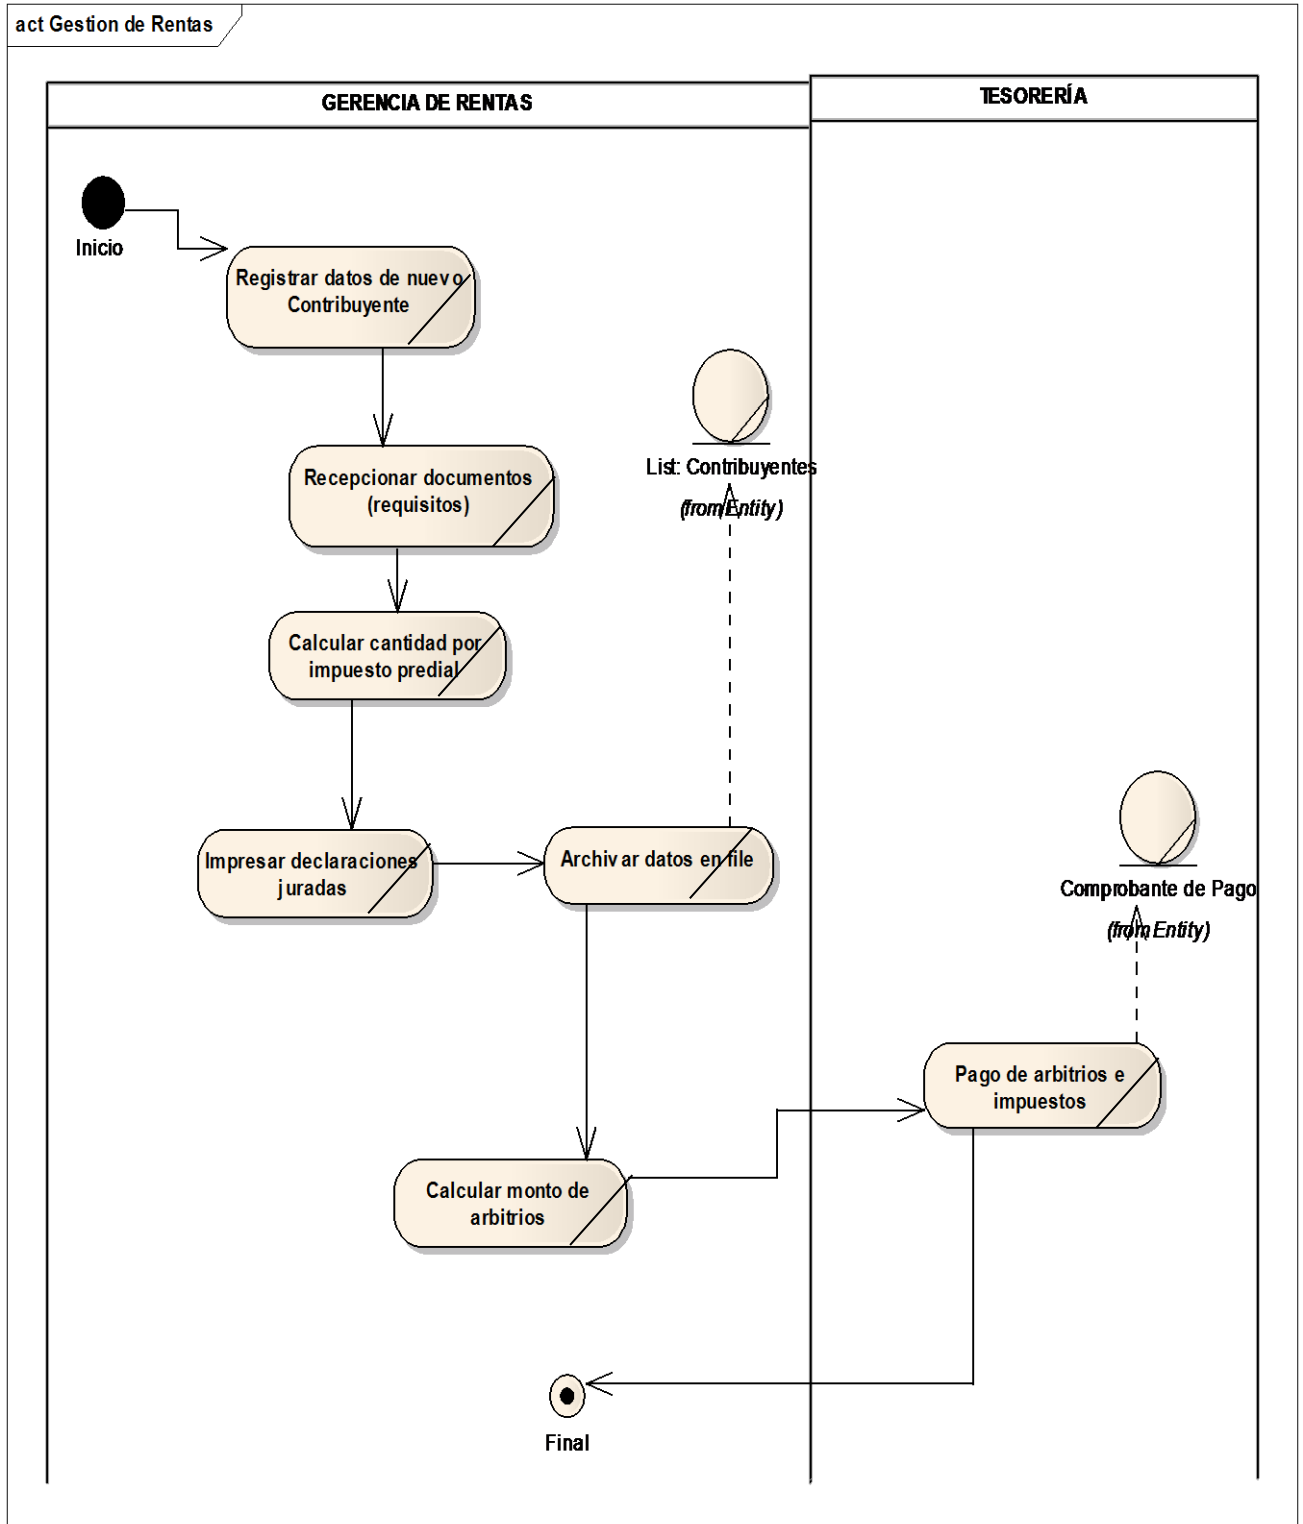 act Gestion de Rentas
GERENCIA DE RENTAS
TESORERÍA
Inicio
Registrar datos de nuevo
Contribuyente
Recepcionar documentos
(requisitos)
List: Contribuyentes
(from Entity)
Calcular cantidad por
impuesto predial
Impresar declaraciones
juradas
Archivar datos en file
Comprobante de Pago
(from Entity)
Pago de arbitrios e
impuestos
Calcular monto de
arbitrios
Final